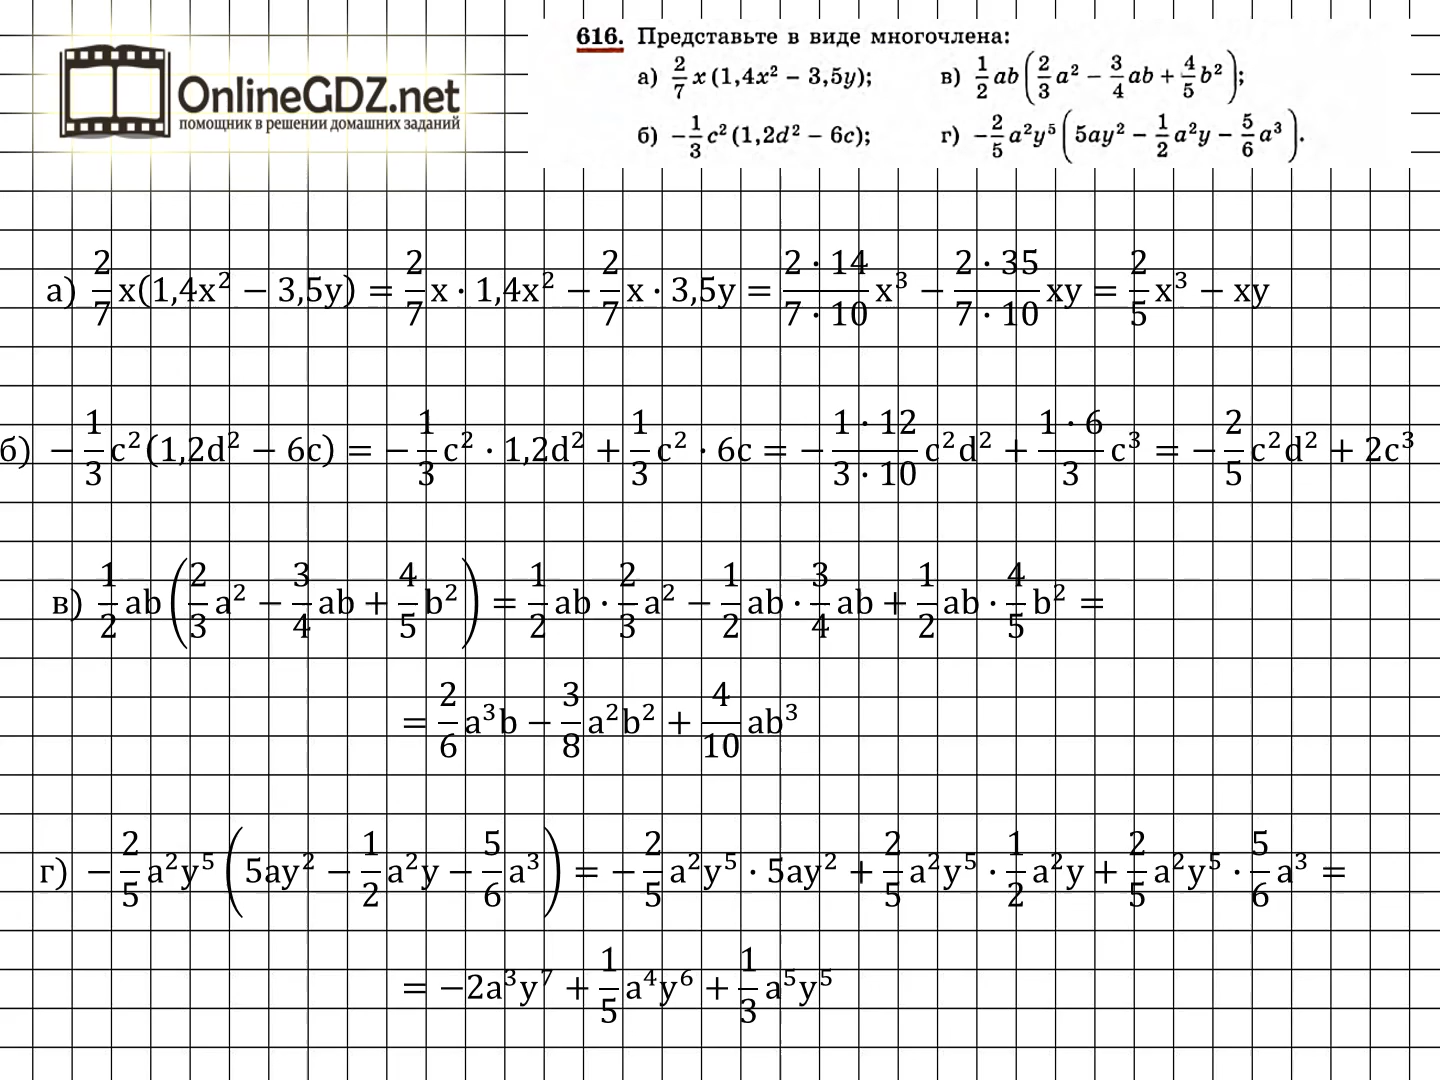 OnlineGDZ.net
помощник в решении домашних заданий
616. Представьте в виде многочлена:
а) 2/7 x (1,4x² − 3,5y);
в) 1/2 ab (2/3 a² − 3/4 ab + 4/5 b²);
б) −1/3 c² (1,2d² − 6c);
г) −2/5 a²y⁵ (5ay² − 1/2 a²y − 5/6 a³).
а) 2/7 x(1,4x² − 3,5y) = 2/7 x · 1,4x² − 2/7 x · 3,5y = (2 · 14)/(7 · 10) x³ − (2 · 35)/(7 · 10) xy = 2/5 x³ − xy
б) −1/3 c²(1,2d² − 6c) = −1/3 c² · 1,2d² + 1/3 c² · 6c = −(1 · 12)/(3 · 10) c²d² + (1 · 6)/3 c³ = −2/5 c²d² + 2c³
в) 1/2 ab (2/3 a² − 3/4 ab + 4/5 b²) = 1/2 ab · 2/3 a² − 1/2 ab · 3/4 ab + 1/2 ab · 4/5 b² =
= 2/6 a³b − 3/8 a²b² + 4/10 ab³
г) −2/5 a²y⁵ (5ay² − 1/2 a²y − 5/6 a³) = −2/5 a²y⁵ · 5ay² + 2/5 a²y⁵ · 1/2 a²y + 2/5 a²y⁵ · 5/6 a³ =
= −2a³y⁷ + 1/5 a⁴y⁶ + 1/3 a⁵y⁵